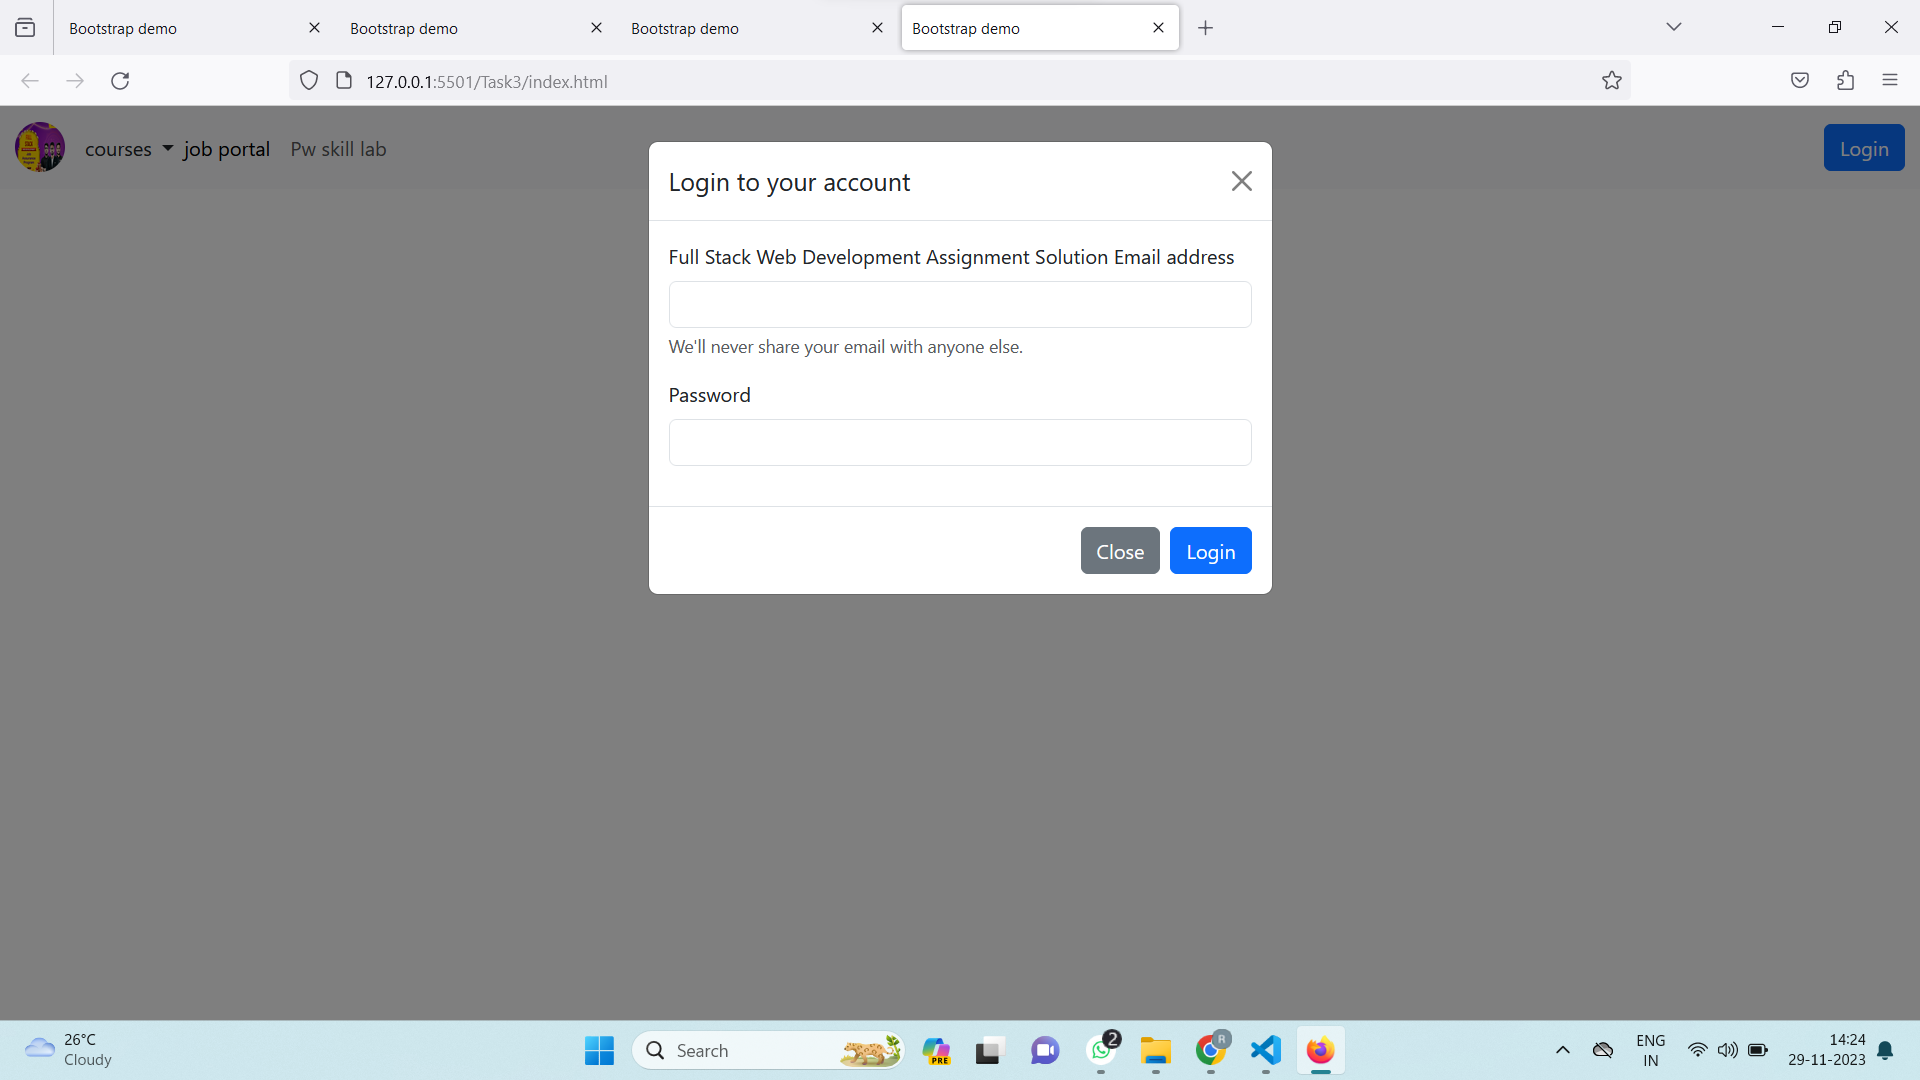 Bootstrap demo
Bootstrap demo
Bootstrap demo
Bootstrap demo
127.0.0.1:5501/Task3/index.html
courses
job portal
Pw skill lab
Login
Login to your account
Full Stack Web Development Assignment Solution Email address
We'll never share your email with anyone else.
Password
Close
Login
26°C
Cloudy
Search
PRE
2
R
ENG
IN
14:24
29-11-2023